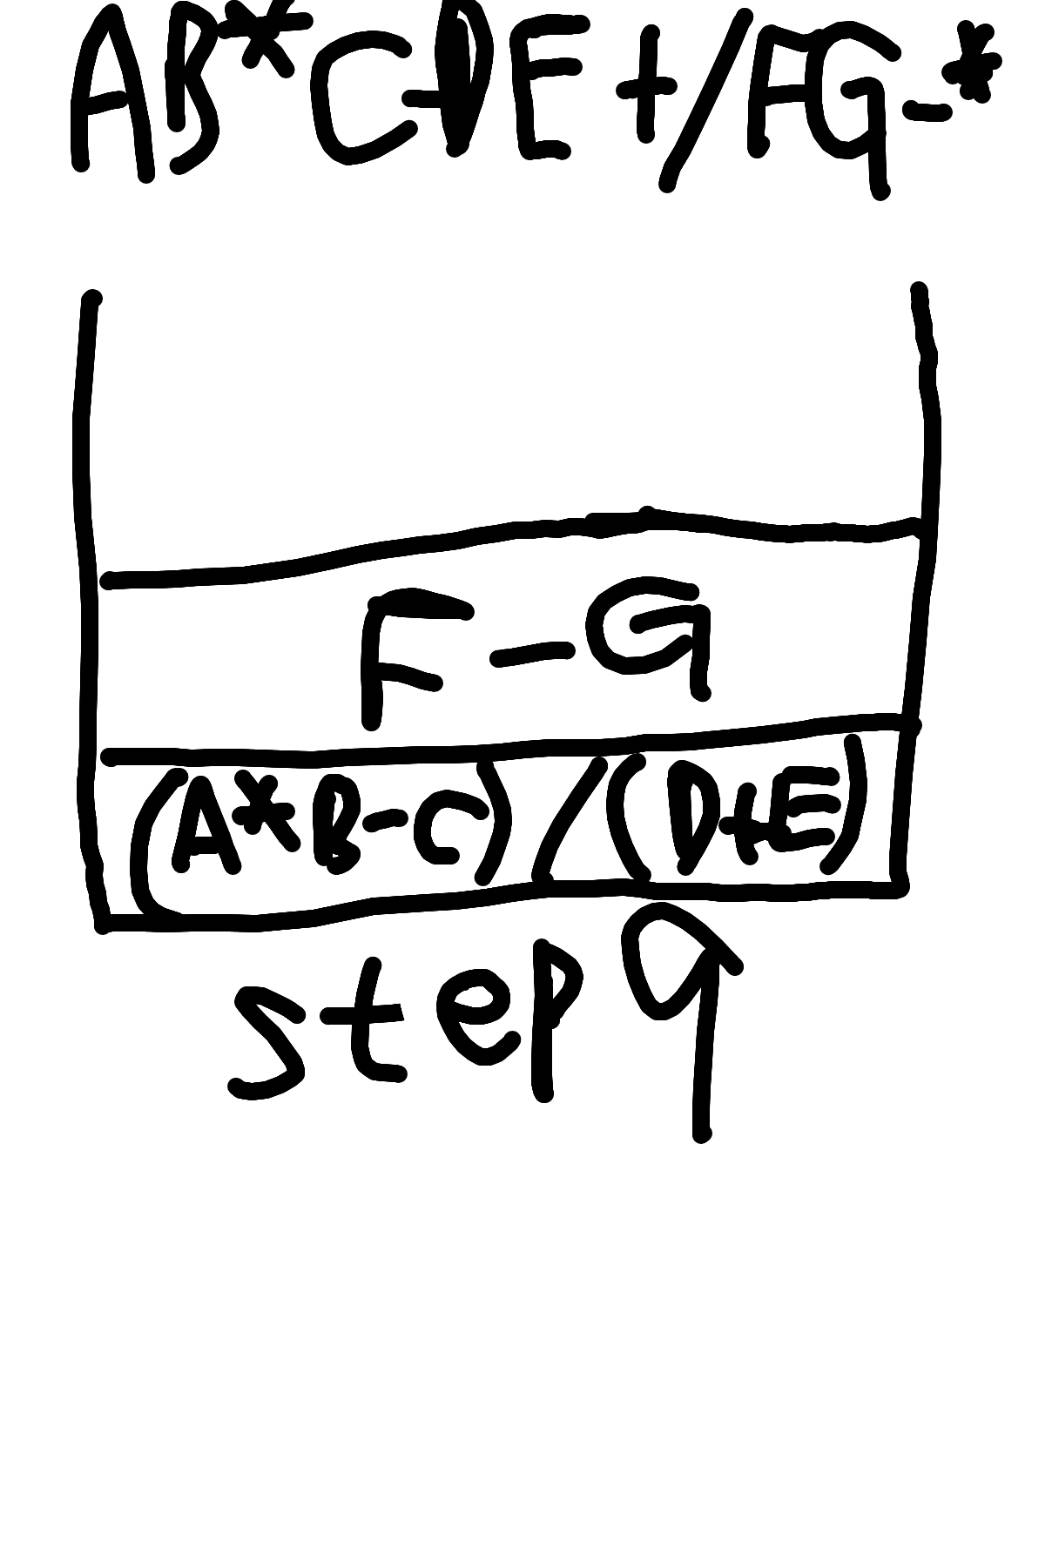 AB*C-DE+/FG-*
F-G
(A*B-C)/(D+E)
step 9